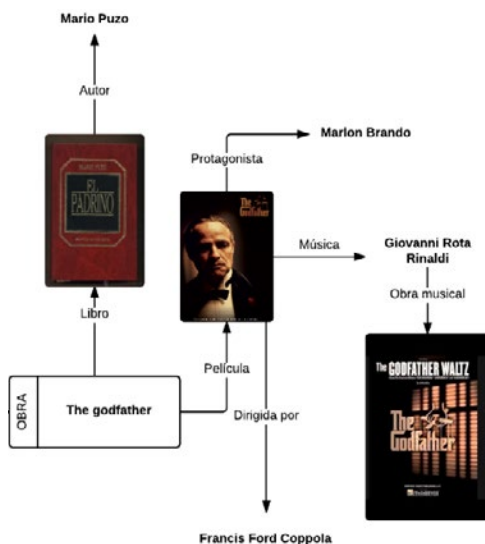 Mario Puzo
Autor
EL
PADRINO
Libro
OBRA
The godfather
Película
Protagonista
Marlon Brando
The
Godfather
Música
Giovanni Rota
Rinaldi
Obra musical
The GODFATHER WALTZ
The
Godfather
Dirigida por
Francis Ford Coppola